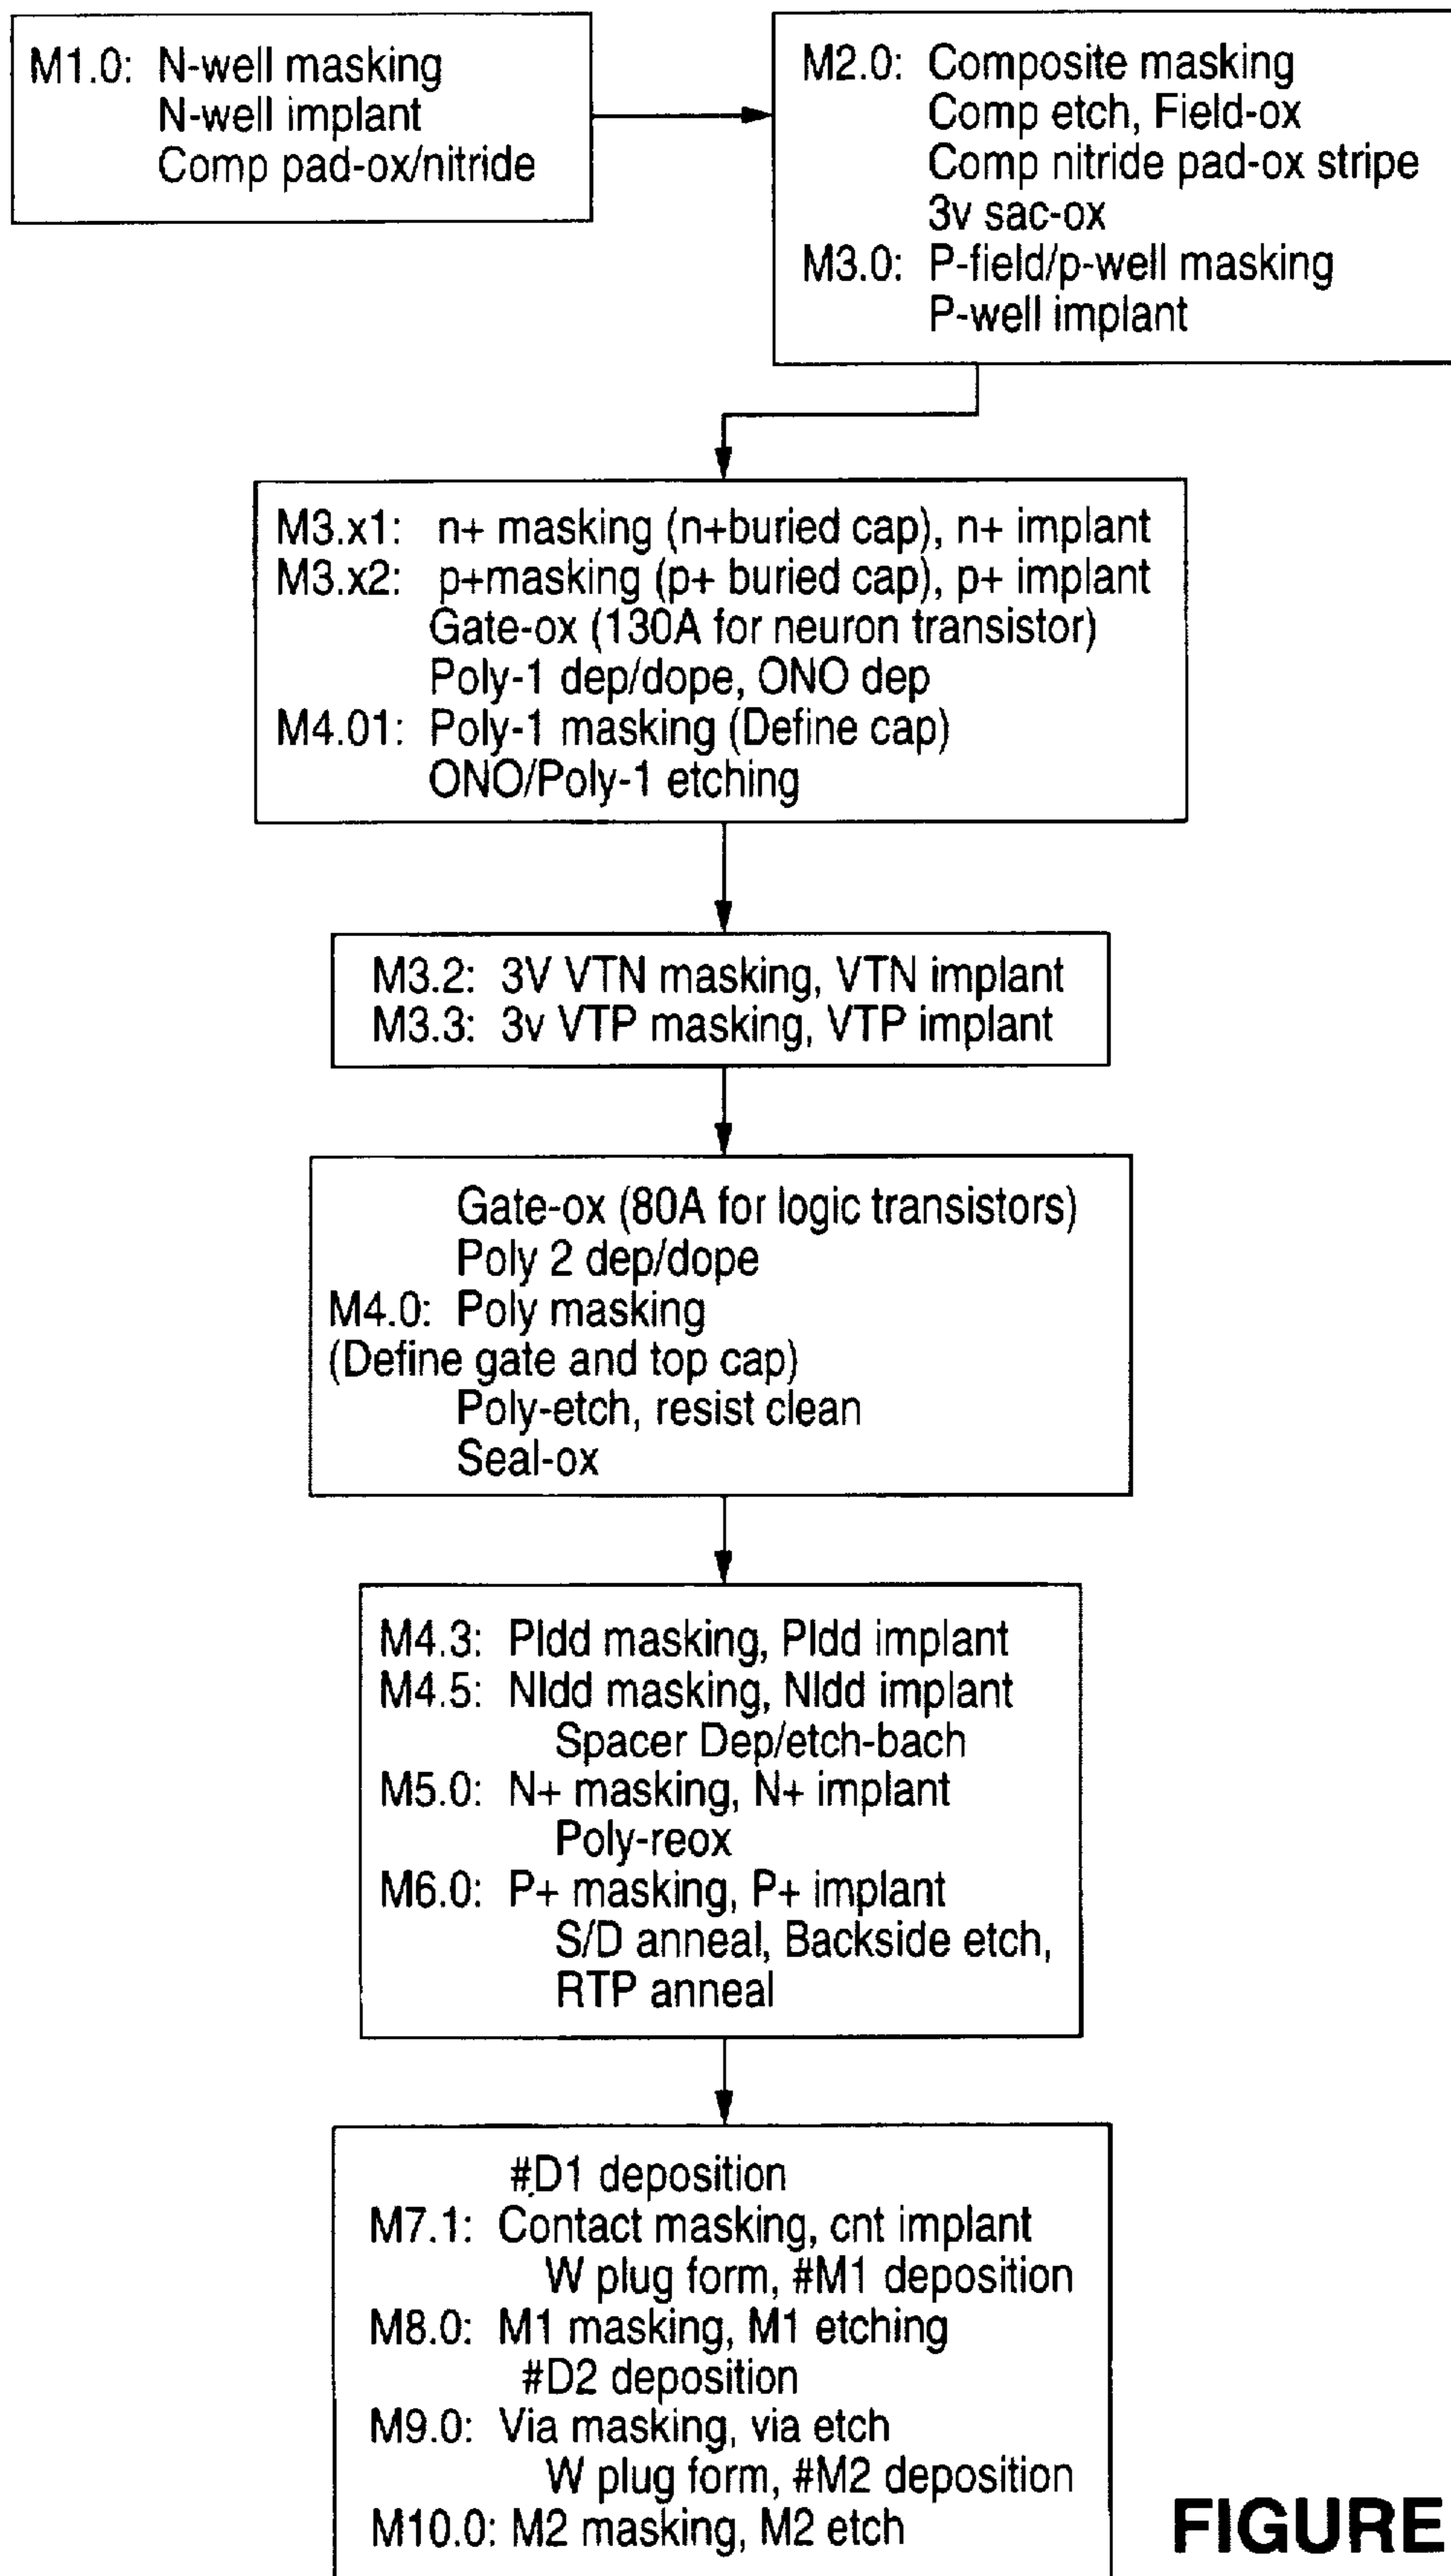 M1.0: N-well masking
N-well implant
Comp pad-ox/nitride
M2.0: Composite masking
Comp etch, Field-ox
Comp nitride pad-ox stripe
3v sac-ox
M3.0: P-field/p-well masking
P-well implant
M3.x1: n+ masking (n+buried cap), n+ implant
M3.x2: p+masking (p+ buried cap), p+ implant
Gate-ox (130A for neuron transistor)
Poly-1 dep/dope, ONO dep
M4.01: Poly-1 masking (Define cap)
ONO/Poly-1 etching
M3.2: 3V VTN masking, VTN implant
M3.3: 3v VTP masking, VTP implant
Gate-ox (80A for logic transistors)
Poly 2 dep/dope
M4.0: Poly masking
(Define gate and top cap)
Poly-etch, resist clean
Seal-ox
M4.3: Pldd masking, Pldd implant
M4.5: Nldd masking, Nldd implant
Spacer Dep/etch-bach
M5.0: N+ masking, N+ implant
Poly-reox
M6.0: P+ masking, P+ implant
S/D anneal, Backside etch,
RTP anneal
#D1 deposition
M7.1: Contact masking, cnt implant
W plug form, #M1 deposition
M8.0: M1 masking, M1 etching
#D2 deposition
M9.0: Via masking, via etch
W plug form, #M2 deposition
M10.0: M2 masking, M2 etch
FIGURE